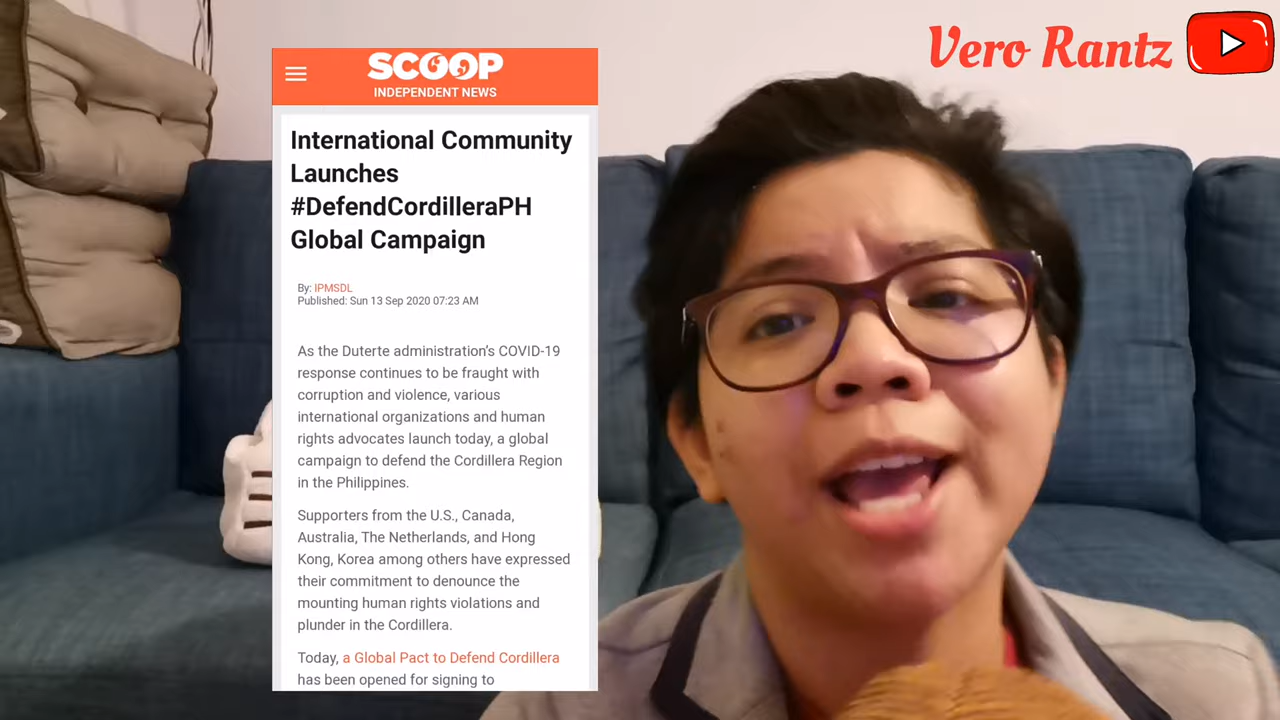 Vero Rantz
SCOOP
INDEPENDENT NEWS
International Community
Launches
#DefendCordilleraPH
Global Campaign
By: IPMSDL
Published: Sun 13 Sep 2020 07:23 AM
As the Duterte administration's COVID-19
response continues to be fraught with
corruption and violence, various
international organizations and human
rights advocates launch today, a global
campaign to defend the Cordillera Region
in the Philippines.
Supporters from the U.S., Canada,
Australia, The Netherlands, and Hong
Kong, Korea among others have expressed
their commitment to denounce the
mounting human rights violations and
plunder in the Cordillera.
Today, a Global Pact to Defend Cordillera
has been opened for signing to